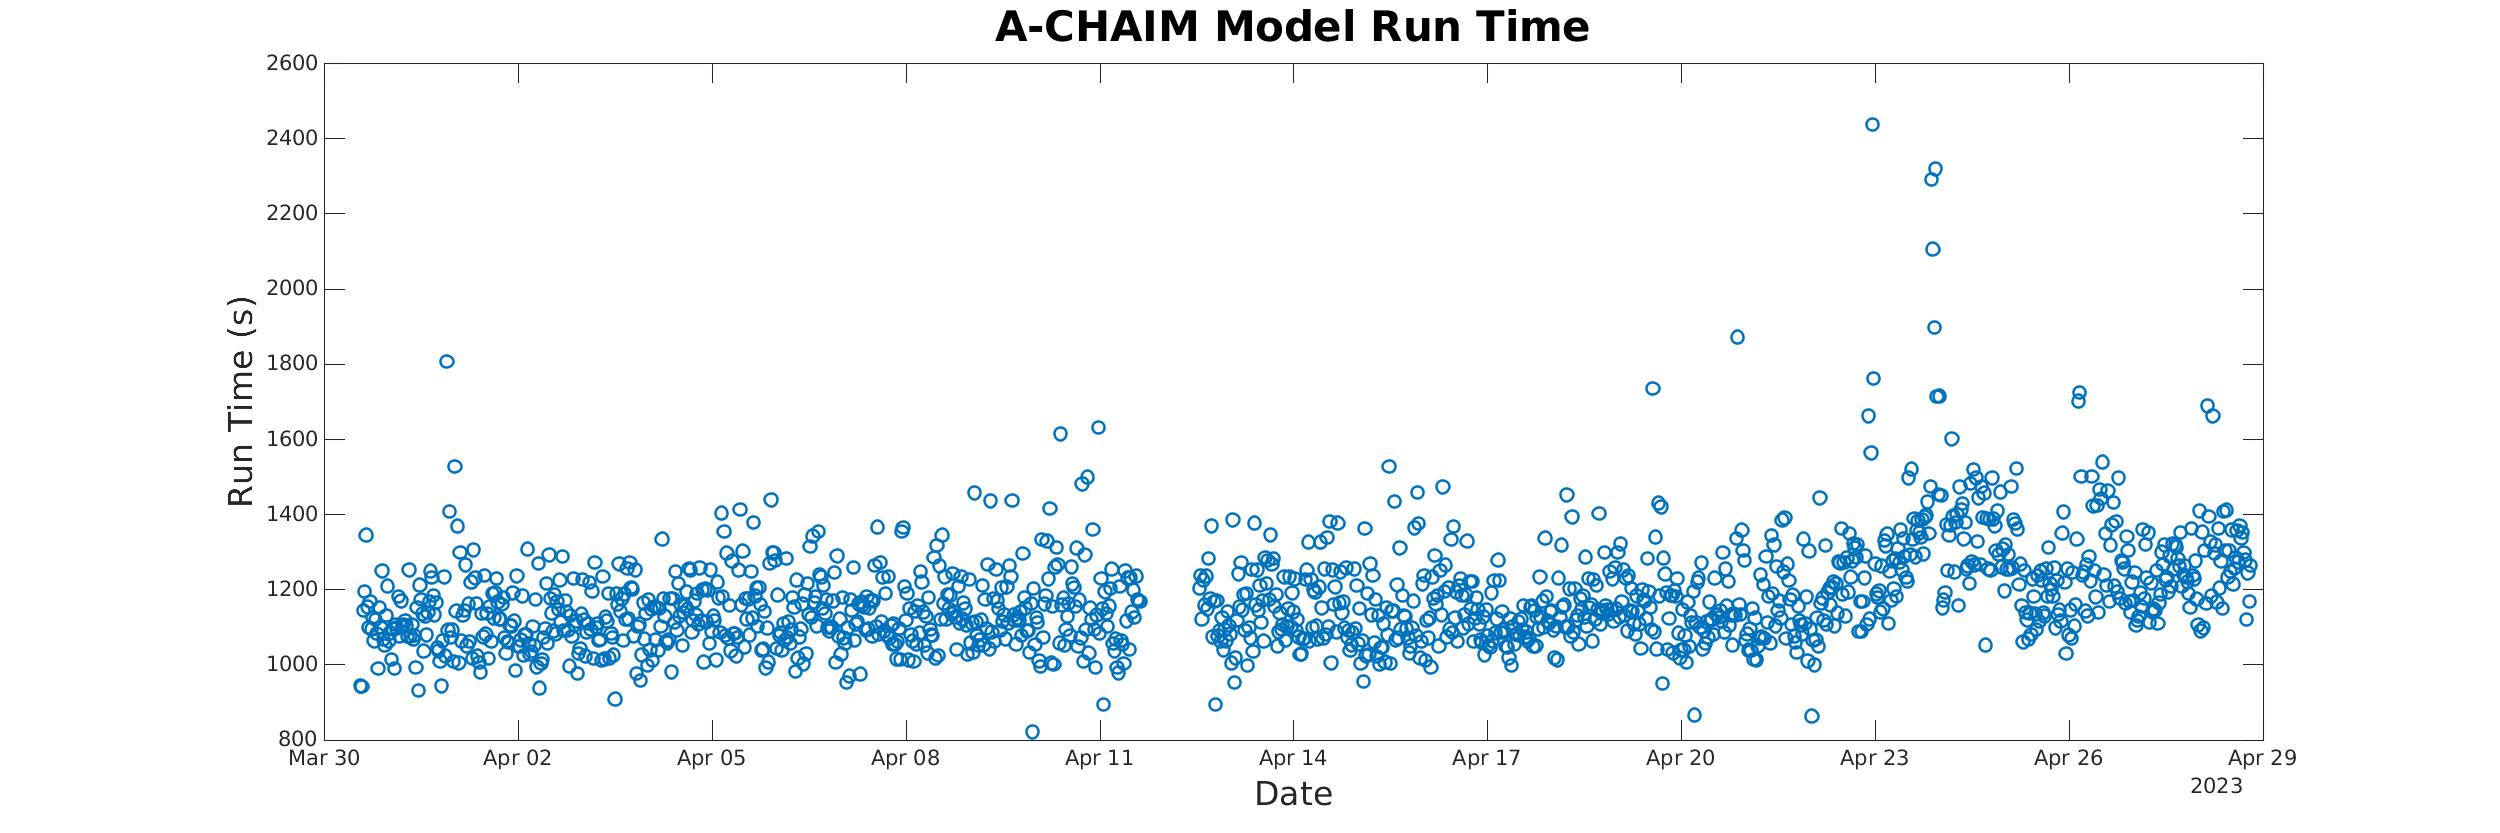 A-CHAIM Model Run Time
2600
2400
2200
2000
1800
1600
1400
1200
1000
800
Run Time (s)
Mar 30 Apr 02 Apr 05 Apr 08 Apr 11 Apr 14 Apr 17 Apr 20 Apr 23 Apr 26 Apr 29
2023
Date